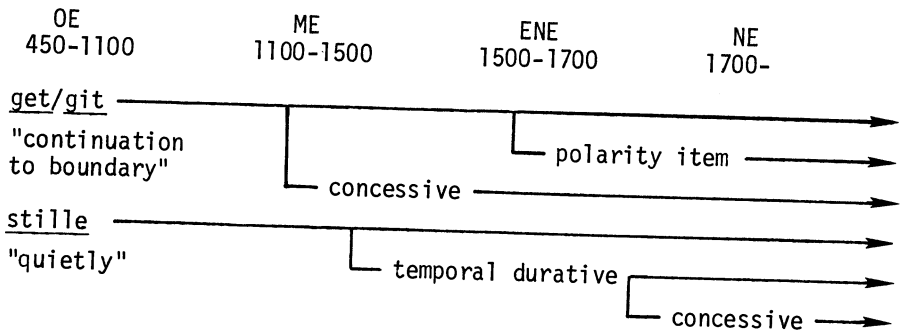 OE ME ENE NE
450-1100 1100-1500 1500-1700 1700-
get/git
"continuation
to boundary"
polarity item
concessive
stille
"quietly"
temporal durative
concessive